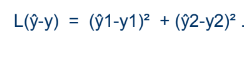 L(ŷ-y) = (ŷ1-y1)² + (ŷ2-y2)² .